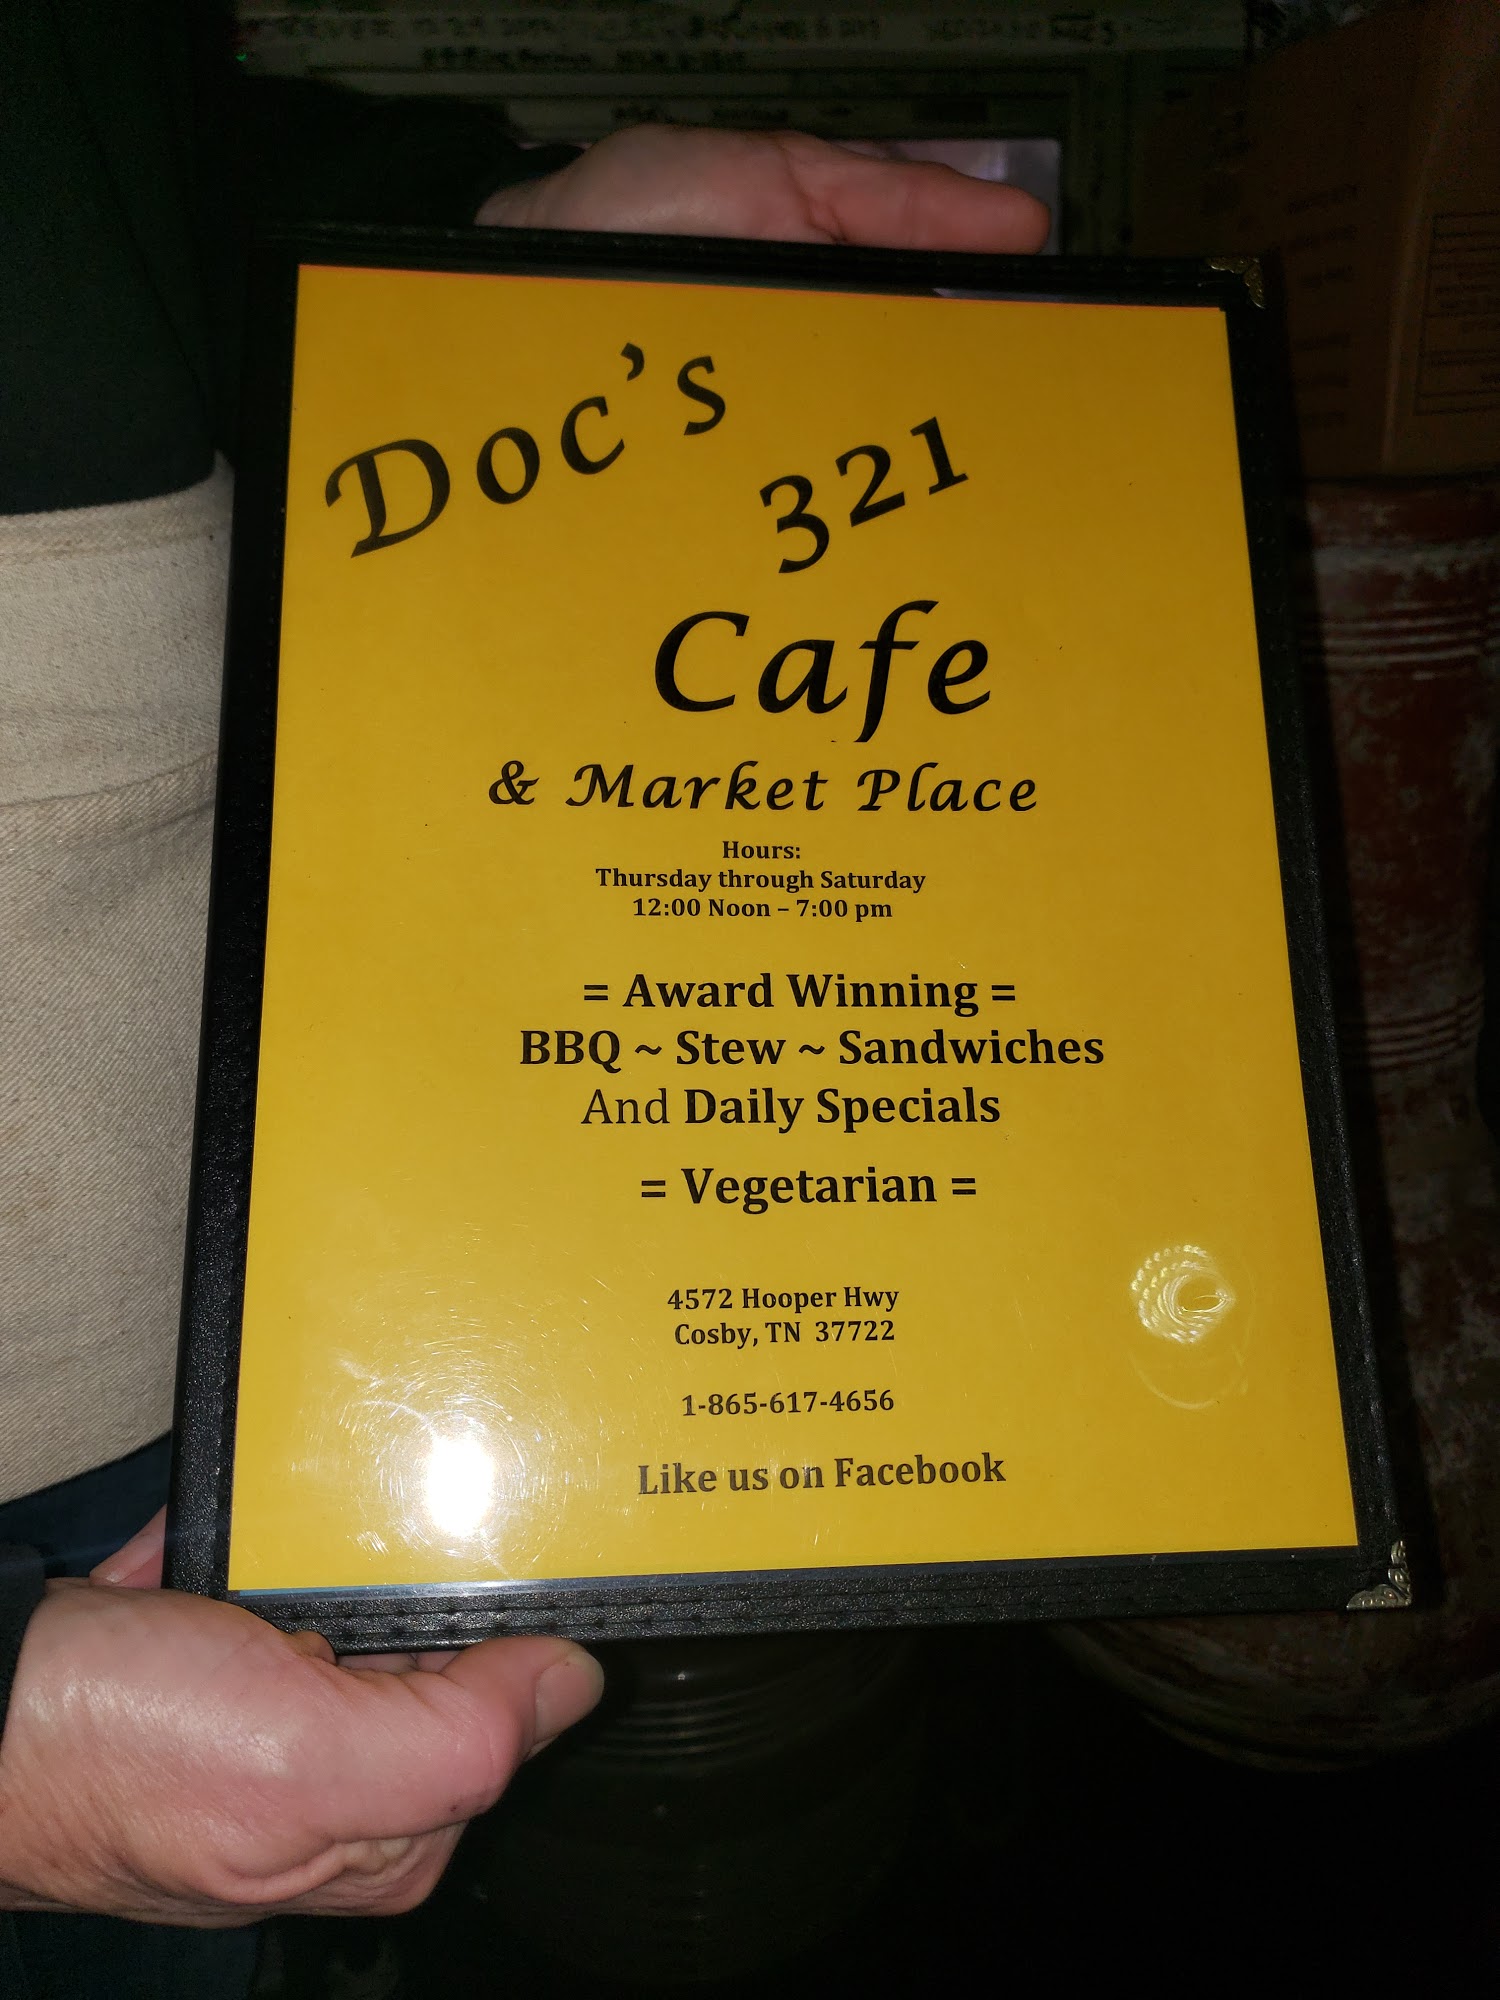 Doc's
321
Cafe
& Market Place
Hours:
Thursday through Saturday
12:00 Noon – 7:00 pm
= Award Winning =
BBQ ~ Stew ~ Sandwiches
And Daily Specials
= Vegetarian =
4572 Hooper Hwy
Cosby, TN 37722
1-865-617-4656
Like us on Facebook